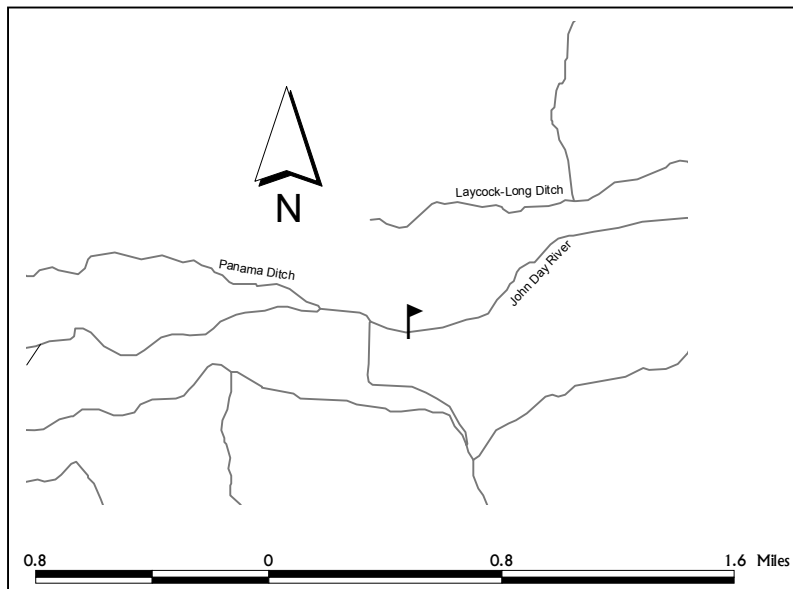 Laycock-Long Ditch
N
John Day River
Panama Ditch
0.8 0 0.8 1.6 Miles